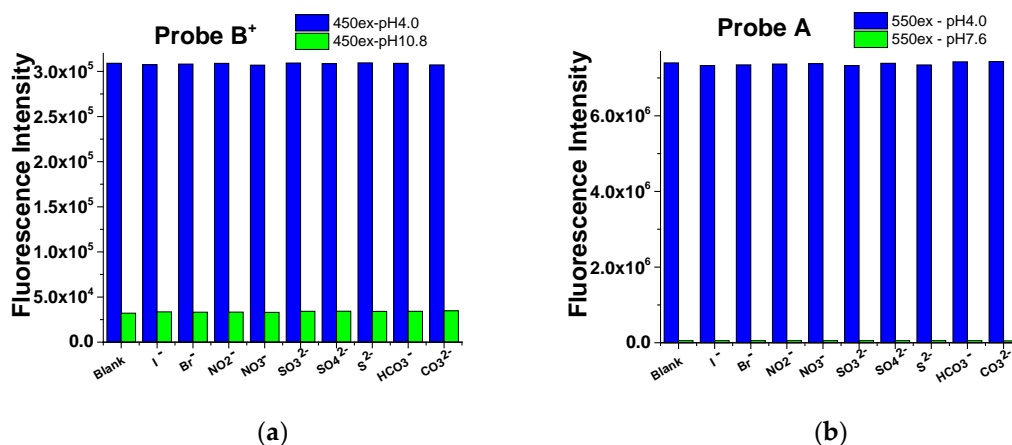 Probe B⁺
450ex-pH4.0
450ex-pH10.8
Fluorescence Intensity
3.0x10⁵
2.5x10⁵
2.0x10⁵
1.5x10⁵
1.0x10⁵
5.0x10⁴
0.0
Blank I⁻ Br⁻ NO2⁻ NO3⁻ SO3²⁻ SO4²⁻ S²⁻ HCO3⁻ CO3²⁻
(a)
Probe A
550ex - pH4.0
550ex - pH7.6
Fluorescence Intensity
6.0x10⁶
4.0x10⁶
2.0x10⁶
0.0
Blank I⁻ Br⁻ NO2⁻ NO3⁻ SO3²⁻ SO4²⁻ S²⁻ HCO3⁻ CO3²⁻
(b)